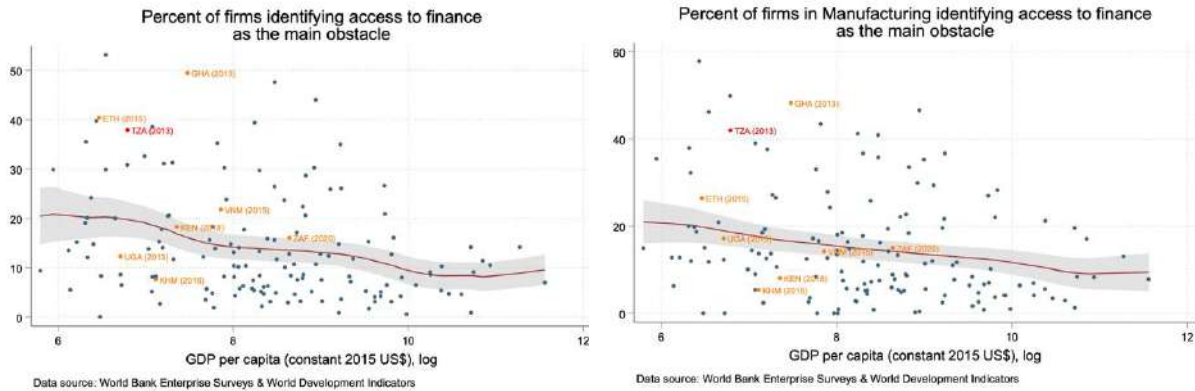 Percent of firms identifying access to finance
as the main obstacle
50
40
30
20
10
0
GHA (2013)
ETH (2015)
TZA (2013)
VNM (2015)
KEN (2018)
ZAF (2020)
UGA (2013)
KHM (2016)
6
8
10
12
GDP per capita (constant 2015 US$), log
Data source: World Bank Enterprise Surveys & World Development Indicators
Percent of firms in Manufacturing identifying access to finance
as the main obstacle
60
40
20
0
GHA (2013)
TZA (2013)
ETH (2015)
UGA (2013)
VNM (2015)
ZAF (2020)
KEN (2018)
KHM (2016)
6
8
10
12
GDP per capita (constant 2015 US$), log
Data source: World Bank Enterprise Surveys & World Development Indicators